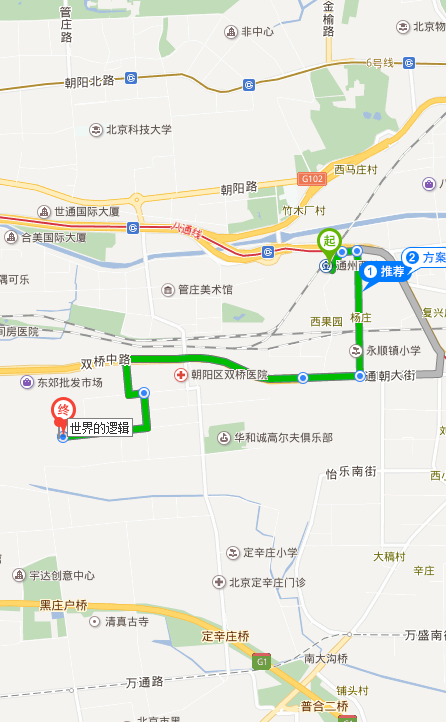 管庄路
金榆路
非中心
北京物
6号线
朝阳北路
北京科技大学
西马庄村
G102
朝阳路
八
竹木厂村
世通国际大厦
八通线
合美国际大厦
起
2 方案
通州
1 推荐
隅可乐
管庄美术馆
复兴
西果园
杨庄
间房医院
永顺镇小学
双桥中路
朝阳区双桥医院
通朝大街
东郊批发市场
终
世界的逻辑
华和诚高尔夫俱乐部
怡乐南街
西小
定辛庄小学
大稿村
辛庄
宇达创意中心
北京定辛庄门诊
黑庄户桥
清真古寺
定辛庄桥
万盛南街
G1
南大沟桥
万通路
铺头村
普合二桥
北京市黑